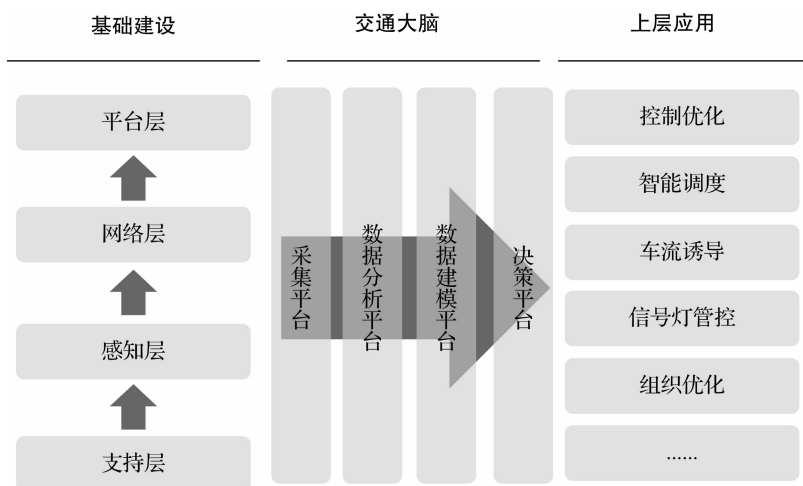 基础建设
交通大脑
上层应用
平台层
网络层
感知层
支持层
采集平台
数据分析平台
数据建模平台
决策平台
控制优化
智能调度
车流诱导
信号灯管控
组织优化
……